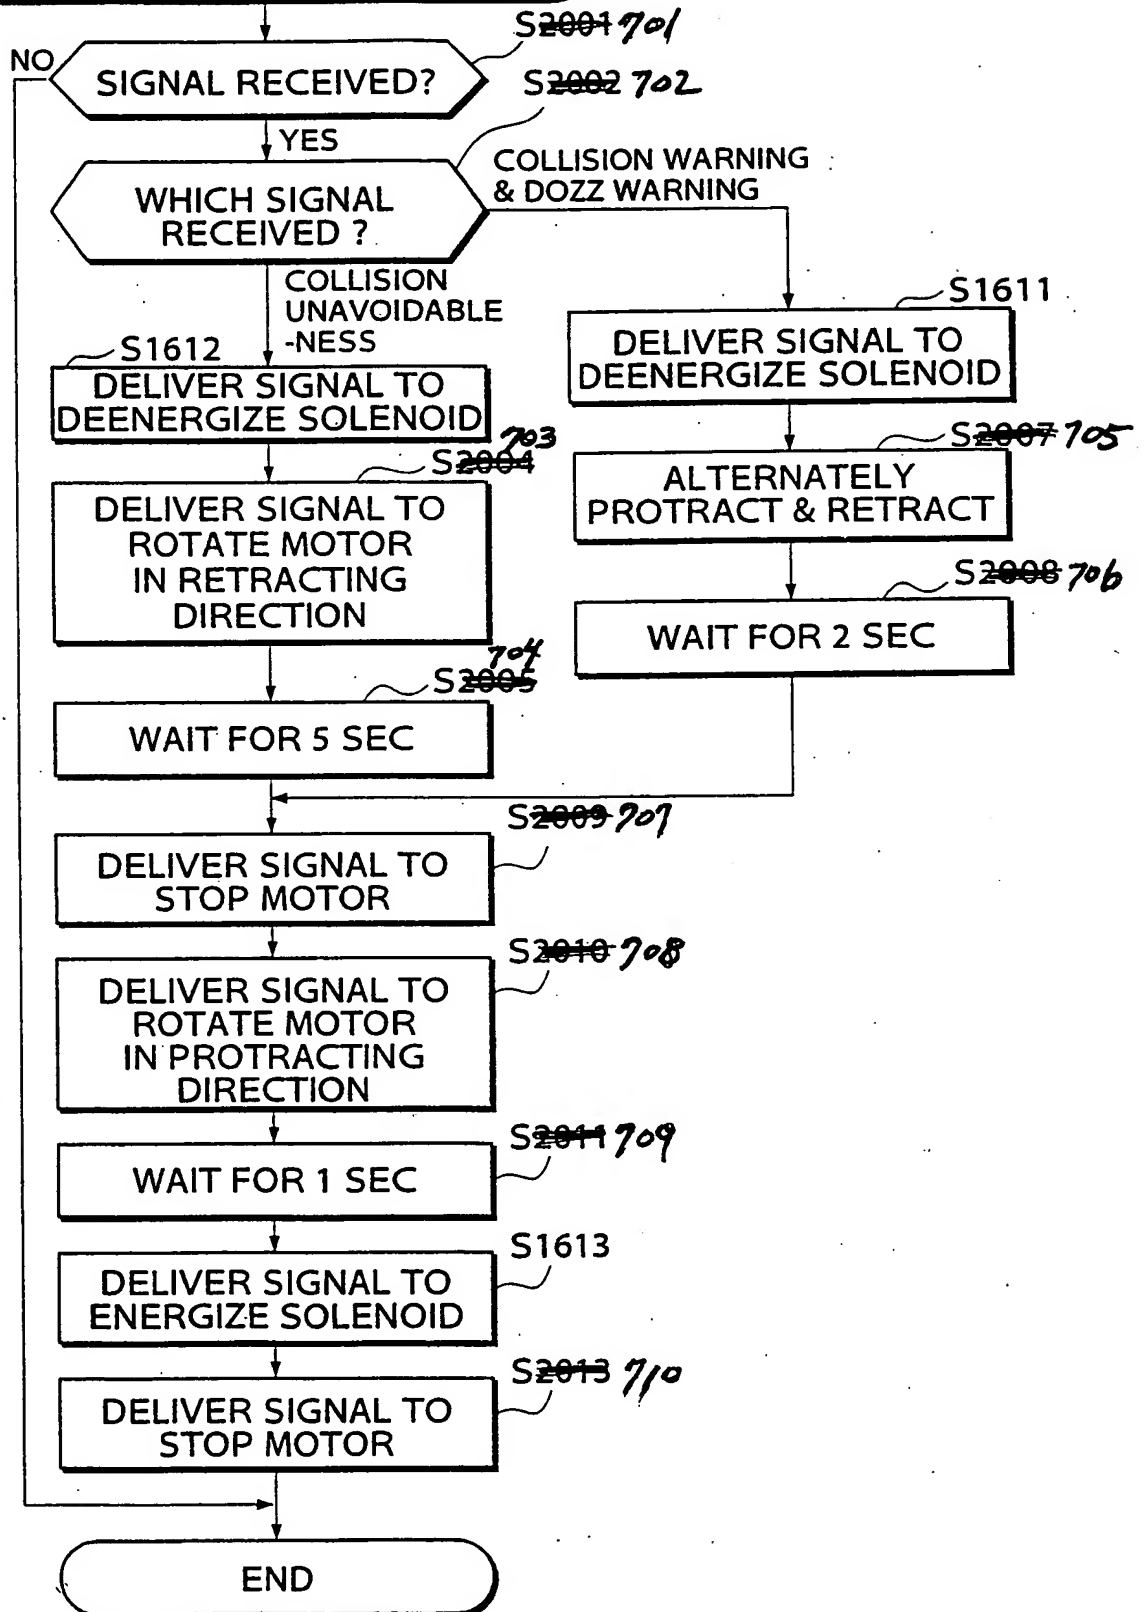 S2001 701
NO
SIGNAL RECEIVED?
S2002 702
YES
COLLISION WARNING
& DOZZ WARNING
WHICH SIGNAL
RECEIVED ?
COLLISION
UNAVOIDABLE
-NESS
S1611
DELIVER SIGNAL TO
DEENERGIZE SOLENOID
S1612
DELIVER SIGNAL TO
DEENERGIZE SOLENOID
703
S2004
S2007 705
ALTERNATELY
PROTRACT & RETRACT
DELIVER SIGNAL TO
ROTATE MOTOR
IN RETRACTING
DIRECTION
S2008 706
WAIT FOR 2 SEC
704
S2005
WAIT FOR 5 SEC
S2009 707
DELIVER SIGNAL TO
STOP MOTOR
S2010 708
DELIVER SIGNAL TO
ROTATE MOTOR
IN PROTRACTING
DIRECTION
S2011 709
WAIT FOR 1 SEC
S1613
DELIVER SIGNAL TO
ENERGIZE SOLENOID
S2013 710
DELIVER SIGNAL TO
STOP MOTOR
END